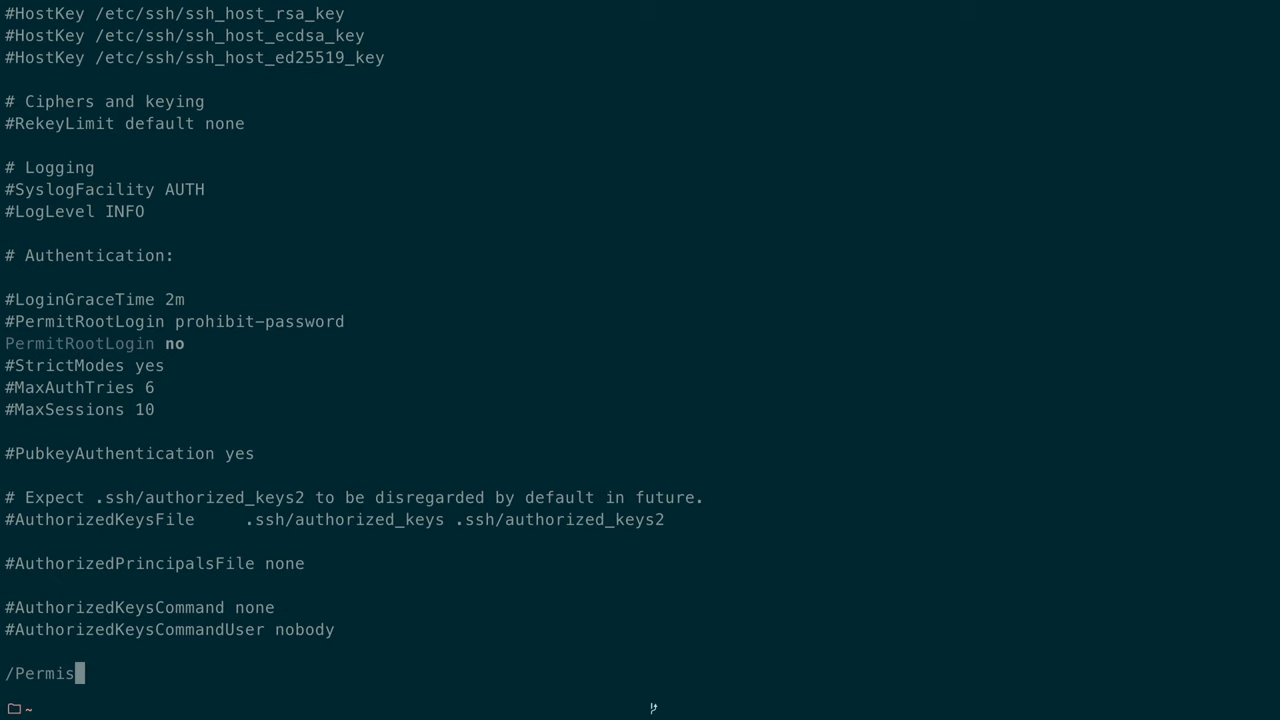 #HostKey /etc/ssh/ssh_host_rsa_key
#HostKey /etc/ssh/ssh_host_ecdsa_key
#HostKey /etc/ssh/ssh_host_ed25519_key
# Ciphers and keying
#RekeyLimit default none
# Logging
#SyslogFacility AUTH
#LogLevel INFO
# Authentication:
#LoginGraceTime 2m
#PermitRootLogin prohibit-password
PermitRootLogin no
#StrictModes yes
#MaxAuthTries 6
#MaxSessions 10
#PubkeyAuthentication yes
# Expect .ssh/authorized_keys2 to be disregarded by default in future.
#AuthorizedKeysFile     .ssh/authorized_keys .ssh/authorized_keys2
#AuthorizedPrincipalsFile none
#AuthorizedKeysCommand none
#AuthorizedKeysCommandUser nobody
/Permis
~